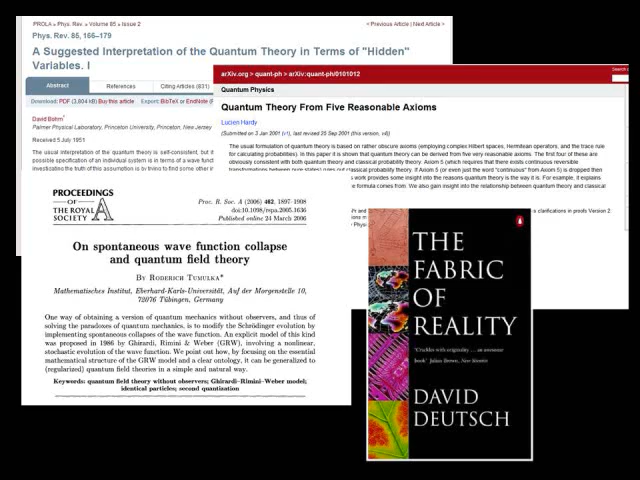 PROLA » Phys. Rev. » Volume 85 » Issue 2
< Previous Article | Next Article >
Phys. Rev. 85, 166–179
A Suggested Interpretation of the Quantum Theory in Terms of "Hidden"
Variables. I
Abstract
References
Citing Articles (831)
Download: PDF (3,804 kB) Buy this article Export: BibTeX or EndNote (
David Bohm
Palmer Physical Laboratory, Princeton University, Princeton, New Jersey
Received 5 July 1951
The usual interpretation of the quantum theory is self-consistent, but it
possible specification of an individual system is in terms of a wave funct
investigating the truth of this assumption is by trying to find some other i
arXiv.org > quant-ph > arXiv:quant-ph/0101012
Quantum Physics
Quantum Theory From Five Reasonable Axioms
Lucien Hardy
(Submitted on 3 Jan 2001 (v1), last revised 25 Sep 2001 (this version, v4))
The usual formulation of quantum theory is based on rather obscure axioms (employing complex Hilbert spaces, Hermitean operators, and the trace rule
for calculating probabilities). In this paper it is shown that quantum theory can be derived from five very reasonable axioms. The first four of these are
obviously consistent with both quantum theory and classical probability theory. Axiom 5 (which requires that there exists continuous reversible
transformations between pure states) rules out classical probability theory. If Axiom 5 (or even just the word "continuous" from Axiom 5) is dropped then
work provides some insight into the reasons quantum theory is the way it is. For example, it explains
e formula comes from. We also gain insight into the relationship between quantum theory and classical
clarifications in proofs Version 2
PROCEEDINGS
OF
THE ROYAL
SOCIETY
A
Proc. R. Soc. A (2006) 462, 1897–1908
doi:10.1098/rspa.2005.1636
Published online 24 March 2006
On spontaneous wave function collapse
and quantum field theory
By Roderich Tumulka*
Mathematisches Institut, Eberhard-Karls-Universität, Auf der Morgenstelle 10,
72076 Tübingen, Germany
One way of obtaining a version of quantum mechanics without observers, and thus of
solving the paradoxes of quantum mechanics, is to modify the Schrödinger evolution by
implementing spontaneous collapses of the wave function. An explicit model of this kind
was proposed in 1986 by Ghirardi, Rimini & Weber (GRW), involving a nonlinear,
stochastic evolution of the wave function. We point out how, by focusing on the essential
mathematical structure of the GRW model and a clear ontology, it can be generalized to
(regularized) quantum field theories in a simple and natural way.
Keywords: quantum field theory without observers; Ghirardi–Rimini–Weber model;
identical particles; second quantization
THE
FABRIC
OF
REALITY
'Crackles with originality ... an awesome
book' Julian Brown, New Scientist
DAVID
DEUTSCH